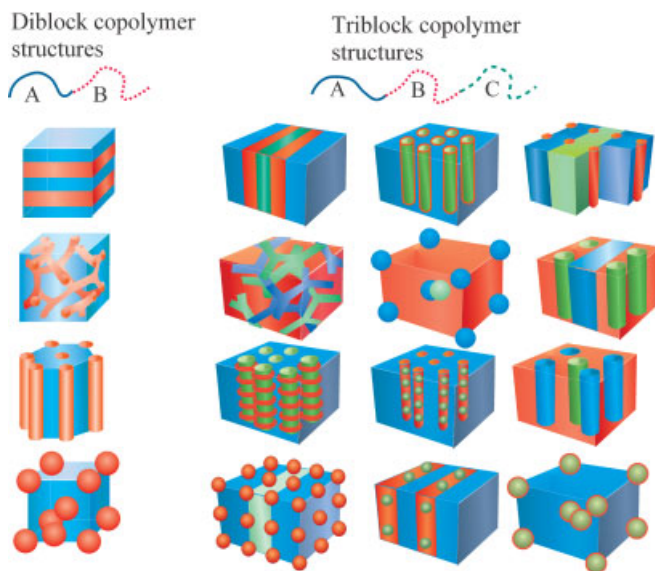 Diblock copolymer
structures
A B
Triblock copolymer
structures
A B C